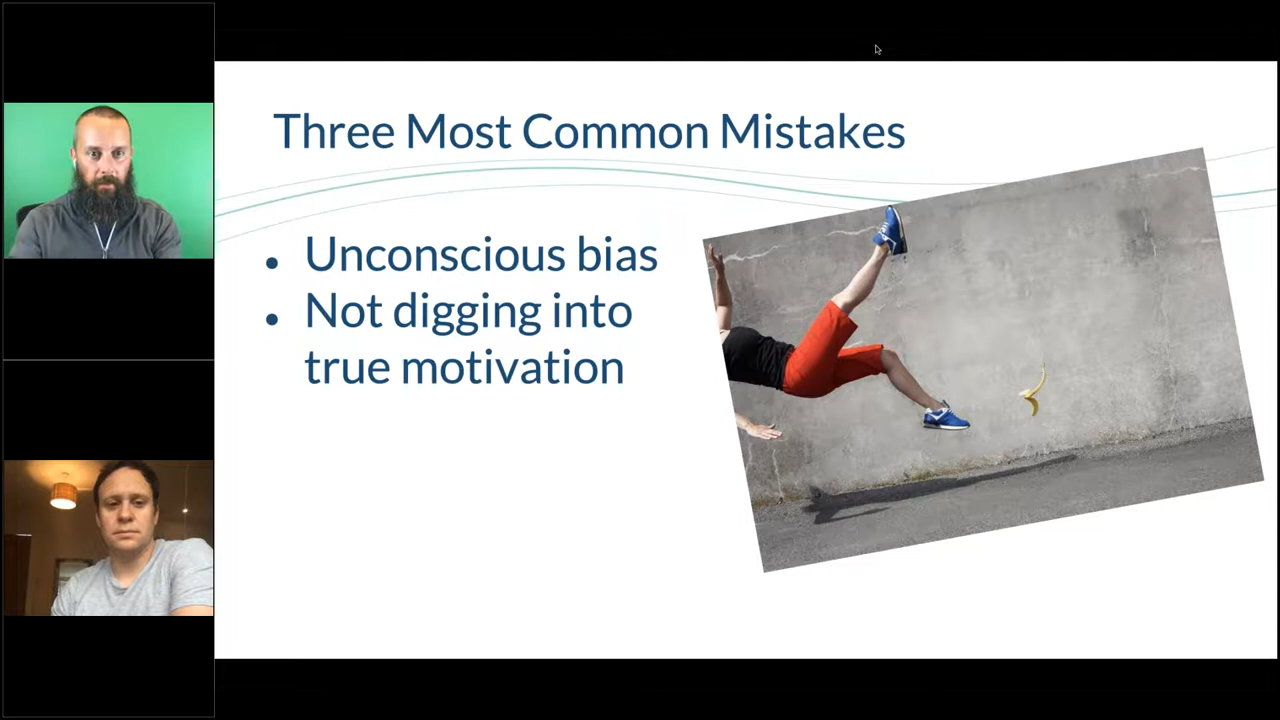 Three Most Common Mistakes
• Unconscious bias
• Not digging into
true motivation